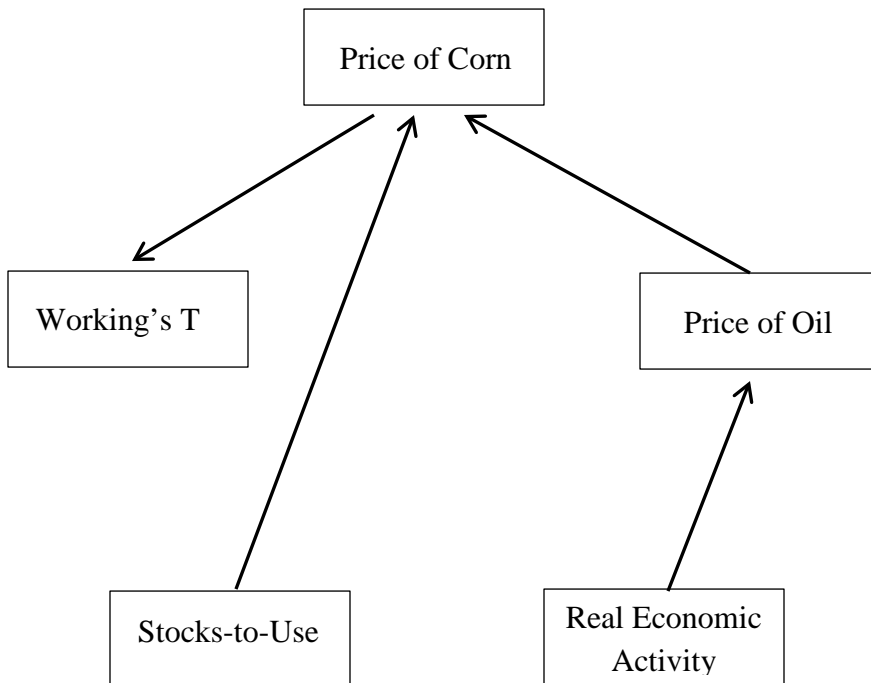 Price of Corn
Working's T
Price of Oil
Stocks-to-Use
Real Economic
Activity